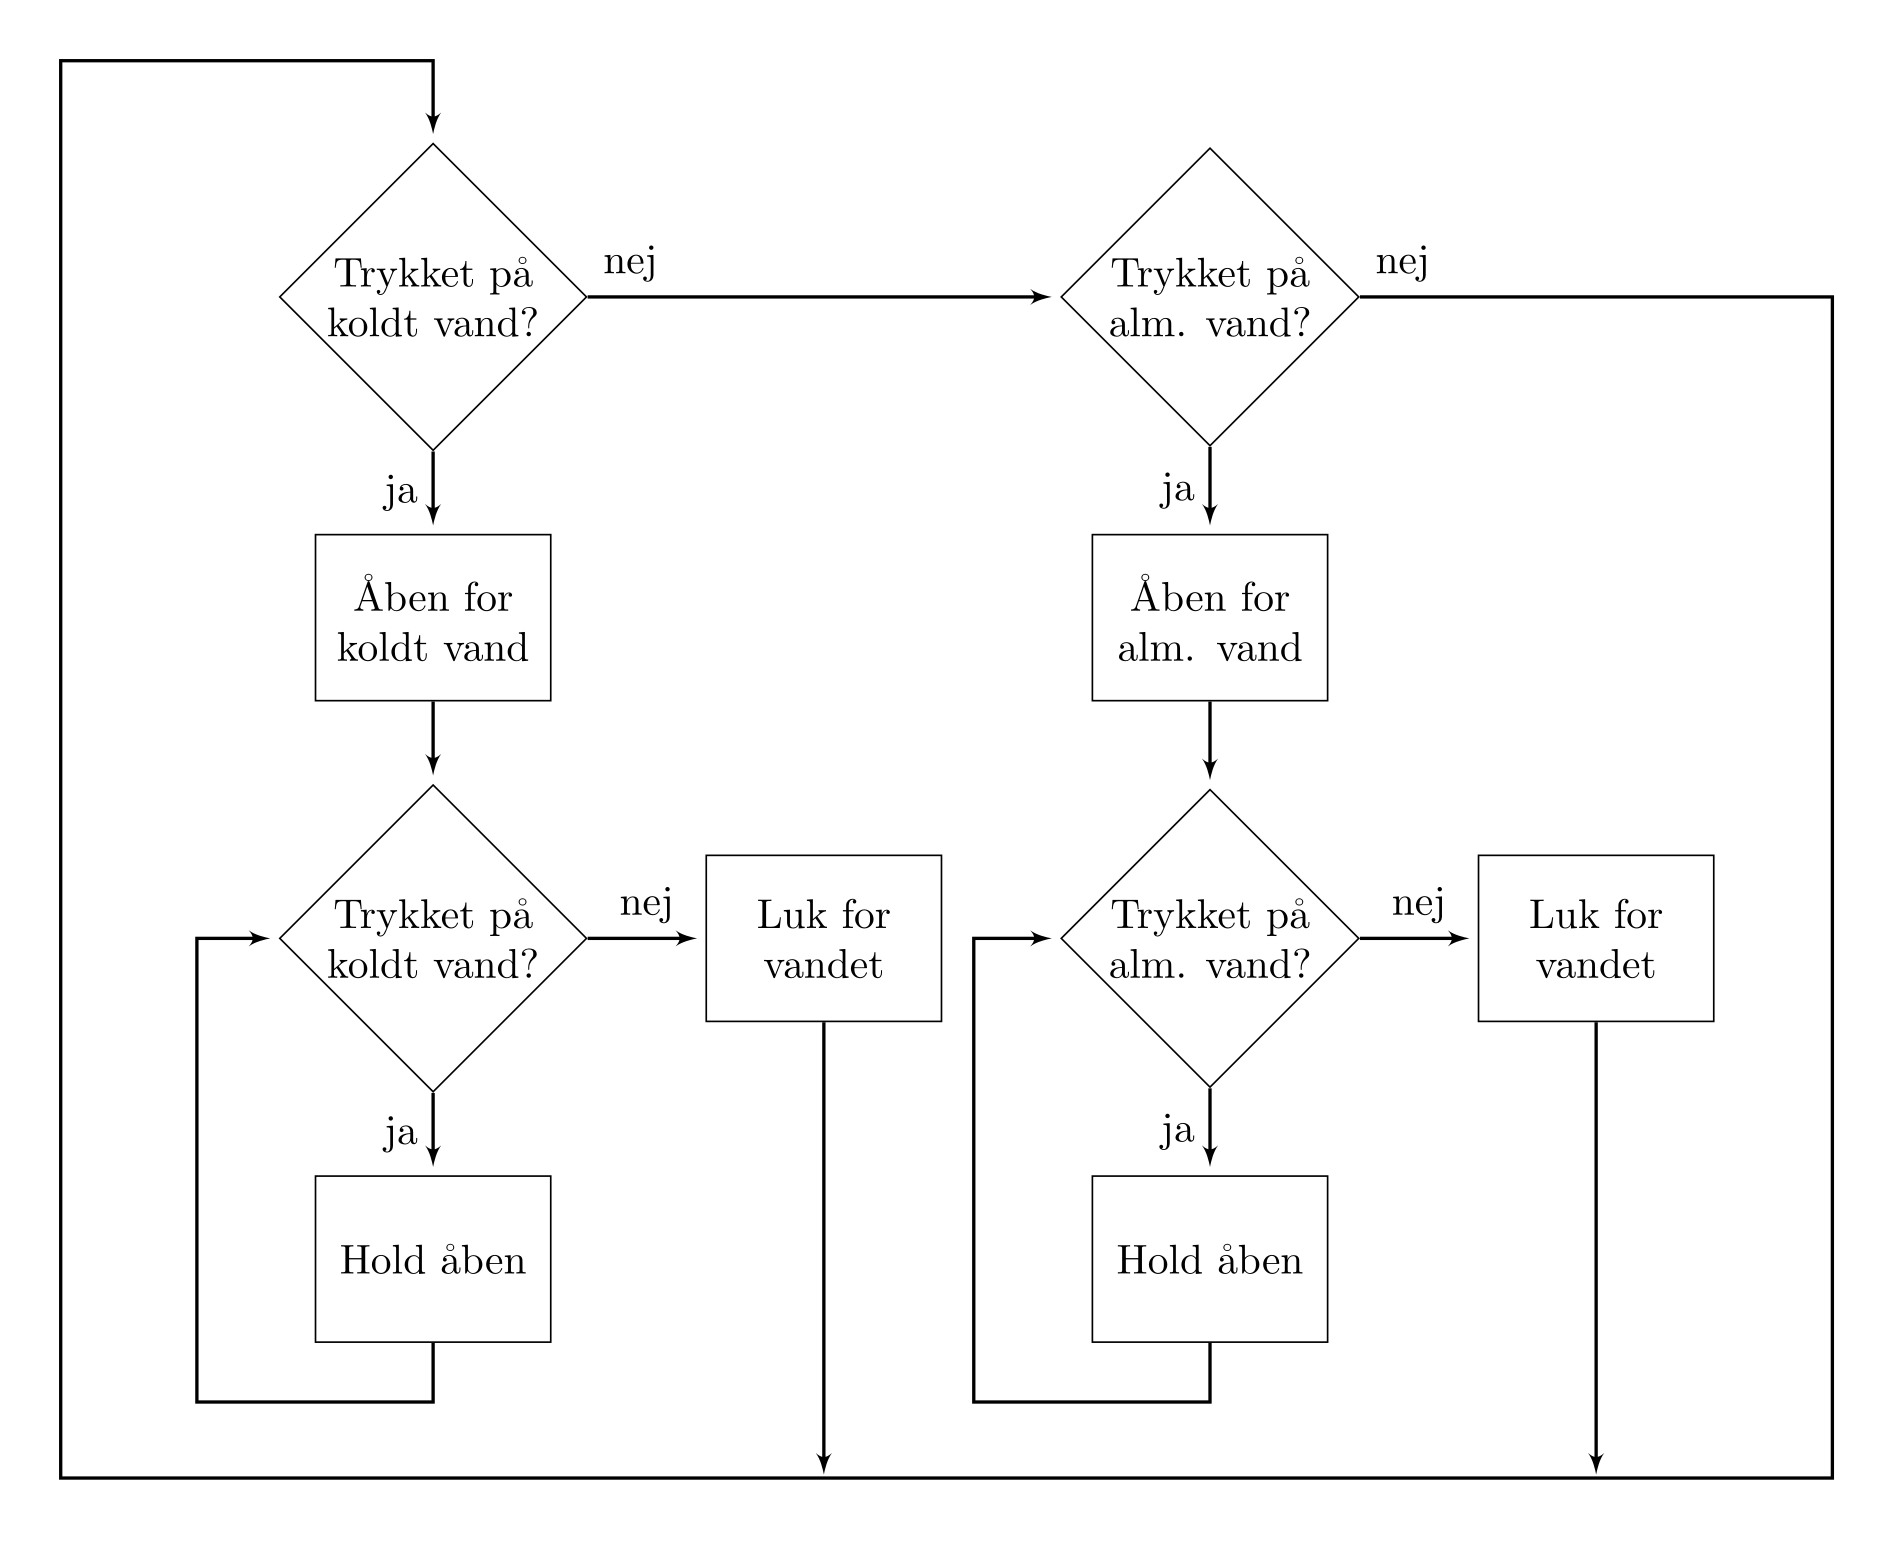 Trykket på
koldt vand?
nej
Trykket på
alm. vand?
nej
ja
ja
Åben for
koldt vand
Åben for
alm. vand
Trykket på
koldt vand?
nej
Luk for
vandet
Trykket på
alm. vand?
nej
Luk for
vandet
ja
ja
Hold åben
Hold åben